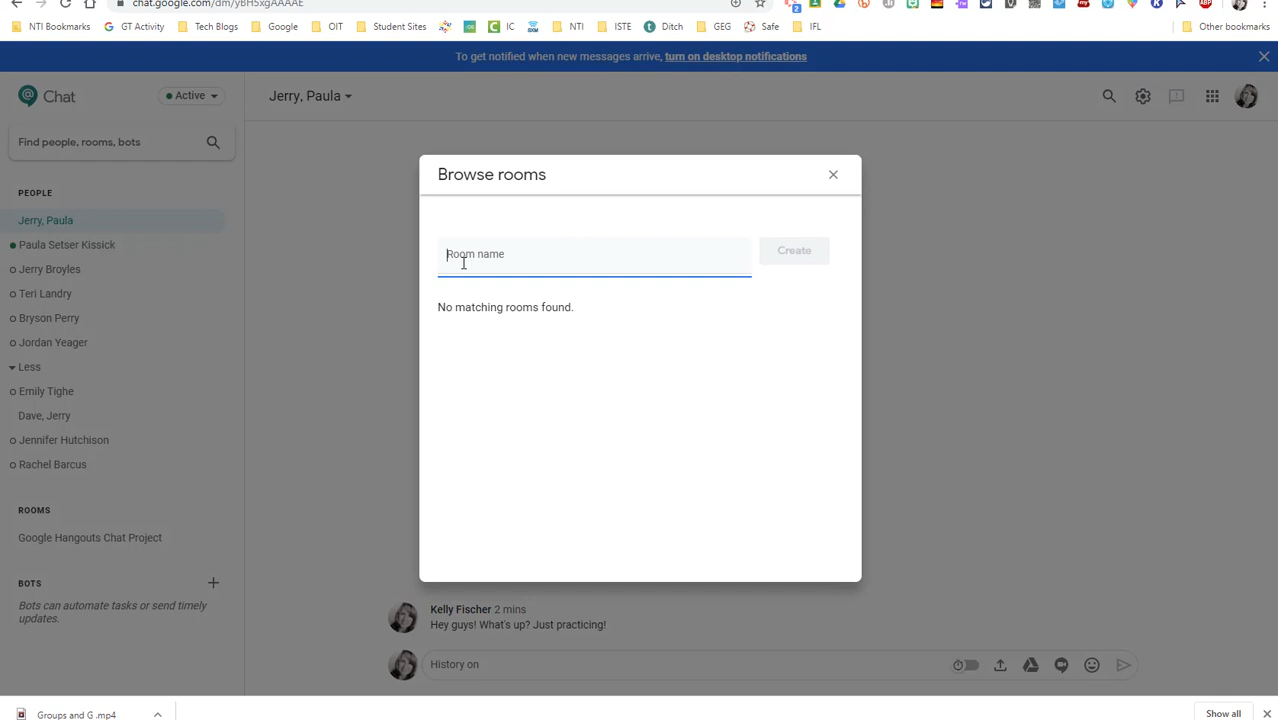 chat.google.com/dm/yBH5xgAAAAE
NTI Bookmarks
GT Activity
Tech Blogs
Google
OIT
Student Sites
IC
NTI
ISTE
Ditch
GEG
Safe
IFL
Other bookmarks
To get notified when new messages arrive, turn on desktop notifications
Chat
Active
Jerry, Paula
Find people, rooms, bots
PEOPLE
Jerry, Paula
Paula Setser Kissick
Jerry Broyles
Teri Landry
Bryson Perry
Jordan Yeager
Less
Emily Tighe
Dave, Jerry
Jennifer Hutchison
Rachel Barcus
ROOMS
Google Hangouts Chat Project
BOTS
Bots can automate tasks or send timely
updates.
Browse rooms
Room name
Create
No matching rooms found.
Kelly Fischer 2 mins
Hey guys! What's up? Just practicing!
History on
Groups and G .mp4
Show all